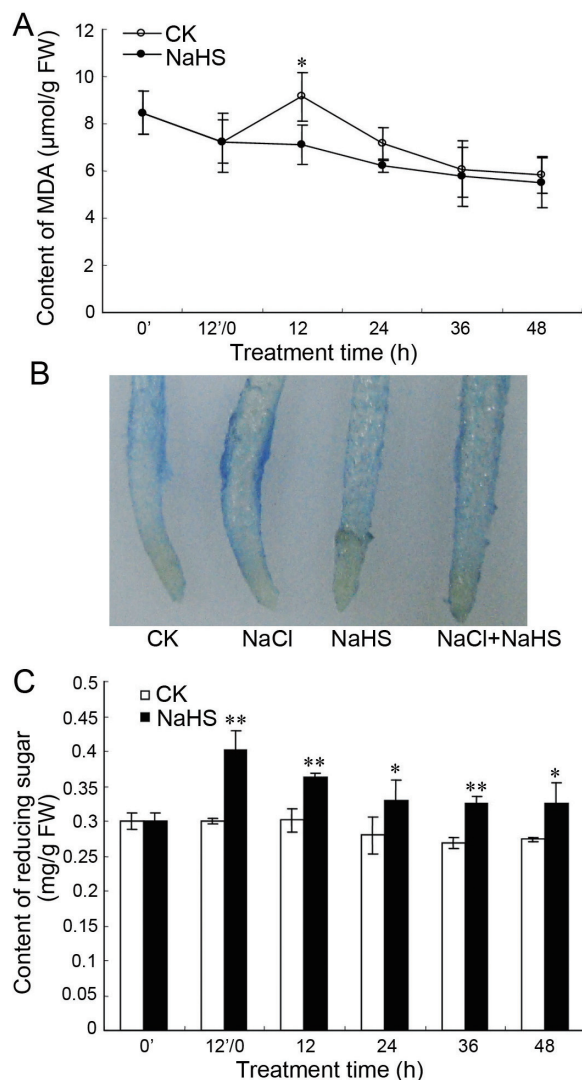 A
CK
NaHS
*
Content of MDA (μmol/g FW)
12
10
8
6
4
2
0
0’ 12’/0 12 24 36 48
Treatment time (h)
B
CK NaCl NaHS NaCl+NaHS
C
CK
NaHS
** ** * ** *
Content of reducing sugar
(mg/g FW)
0.5
0.45
0.4
0.35
0.3
0.25
0.2
0.15
0.1
0.05
0
0’ 12’/0 12 24 36 48
Treatment time (h)